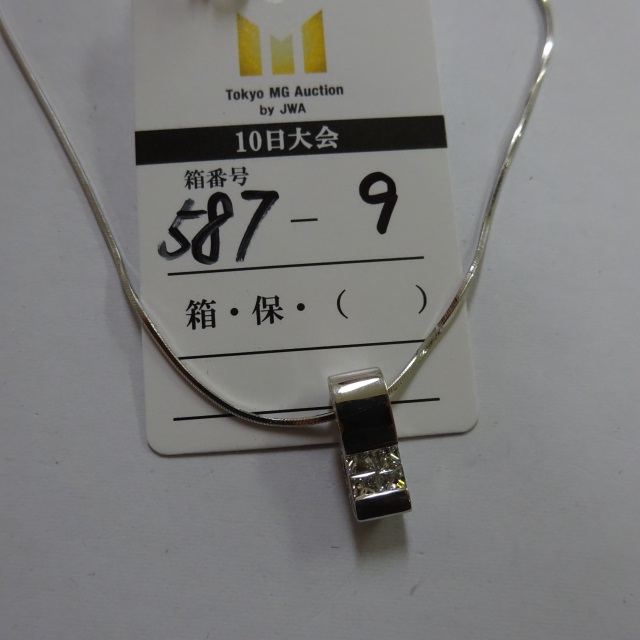 Tokyo MG Auction
by JWA
10日大会
箱番号
587 - 9
箱・保・(　　)